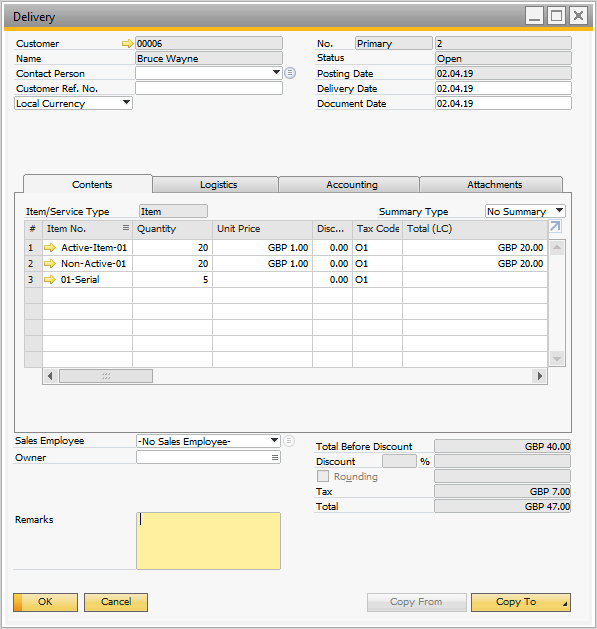 Delivery
Customer 00006 No. Primary 2
Name Bruce Wayne Status Open
Contact Person Posting Date 02.04.19
Customer Ref. No. Delivery Date 02.04.19
Local Currency Document Date 02.04.19
Contents Logistics Accounting Attachments
Item/Service Type Item Summary Type No Summary
# Item No. Quantity Unit Price Disc... Tax Code Total (LC)
1 Active-Item-01 20 GBP 1.00 0.00 O1 GBP 20.00
2 Non-Active-01 20 GBP 1.00 0.00 O1 GBP 20.00
3 01-Serial 5 0.00 O1
Sales Employee -No Sales Employee- Total Before Discount GBP 40.00
Owner Discount %
Rounding
Tax GBP 7.00
Total GBP 47.00
Remarks
OK Cancel Copy From Copy To